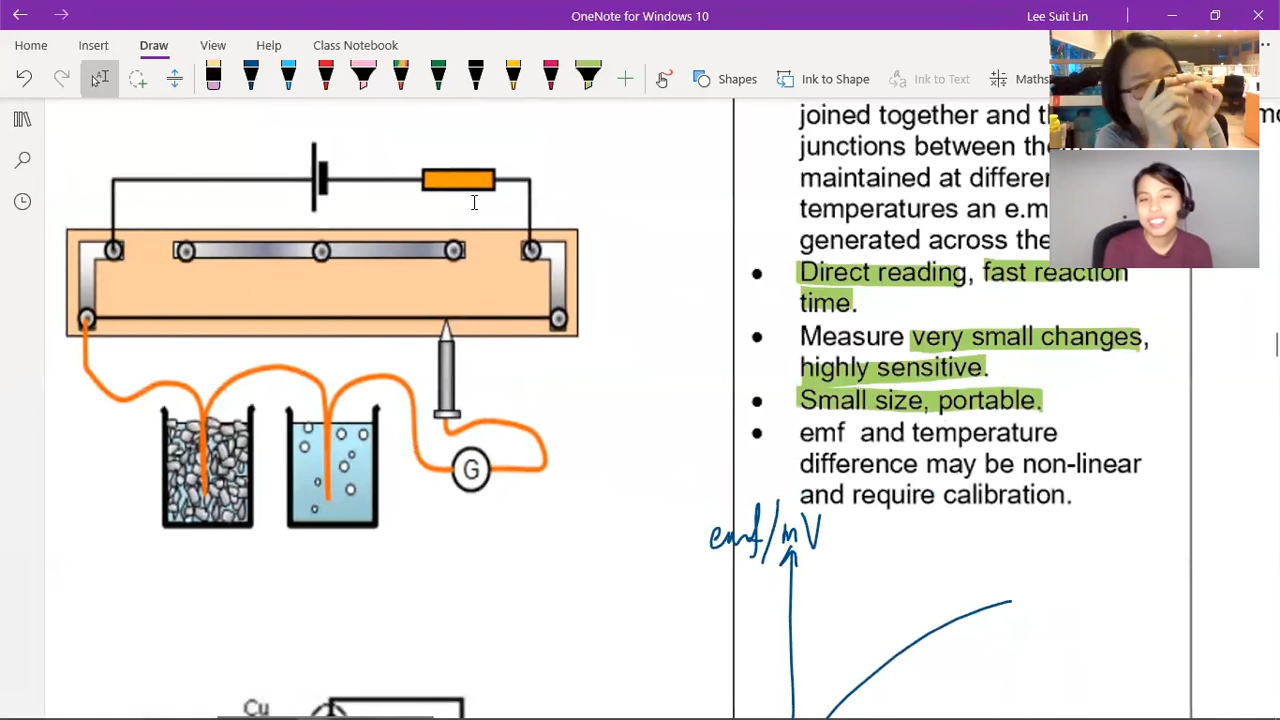 OneNote for Windows 10
Lee Suit Lin
Home Insert Draw View Help Class Notebook
Shapes Ink to Shape Ink to Text Maths
joined together and
junctions between
maintained at
temperatures an e.m
generated across
Direct reading, fast reaction
time.
Measure very small changes,
highly sensitive.
Small size, portable.
emf and temperature
difference may be non-linear
and require calibration.
G
emf/mV
Cu